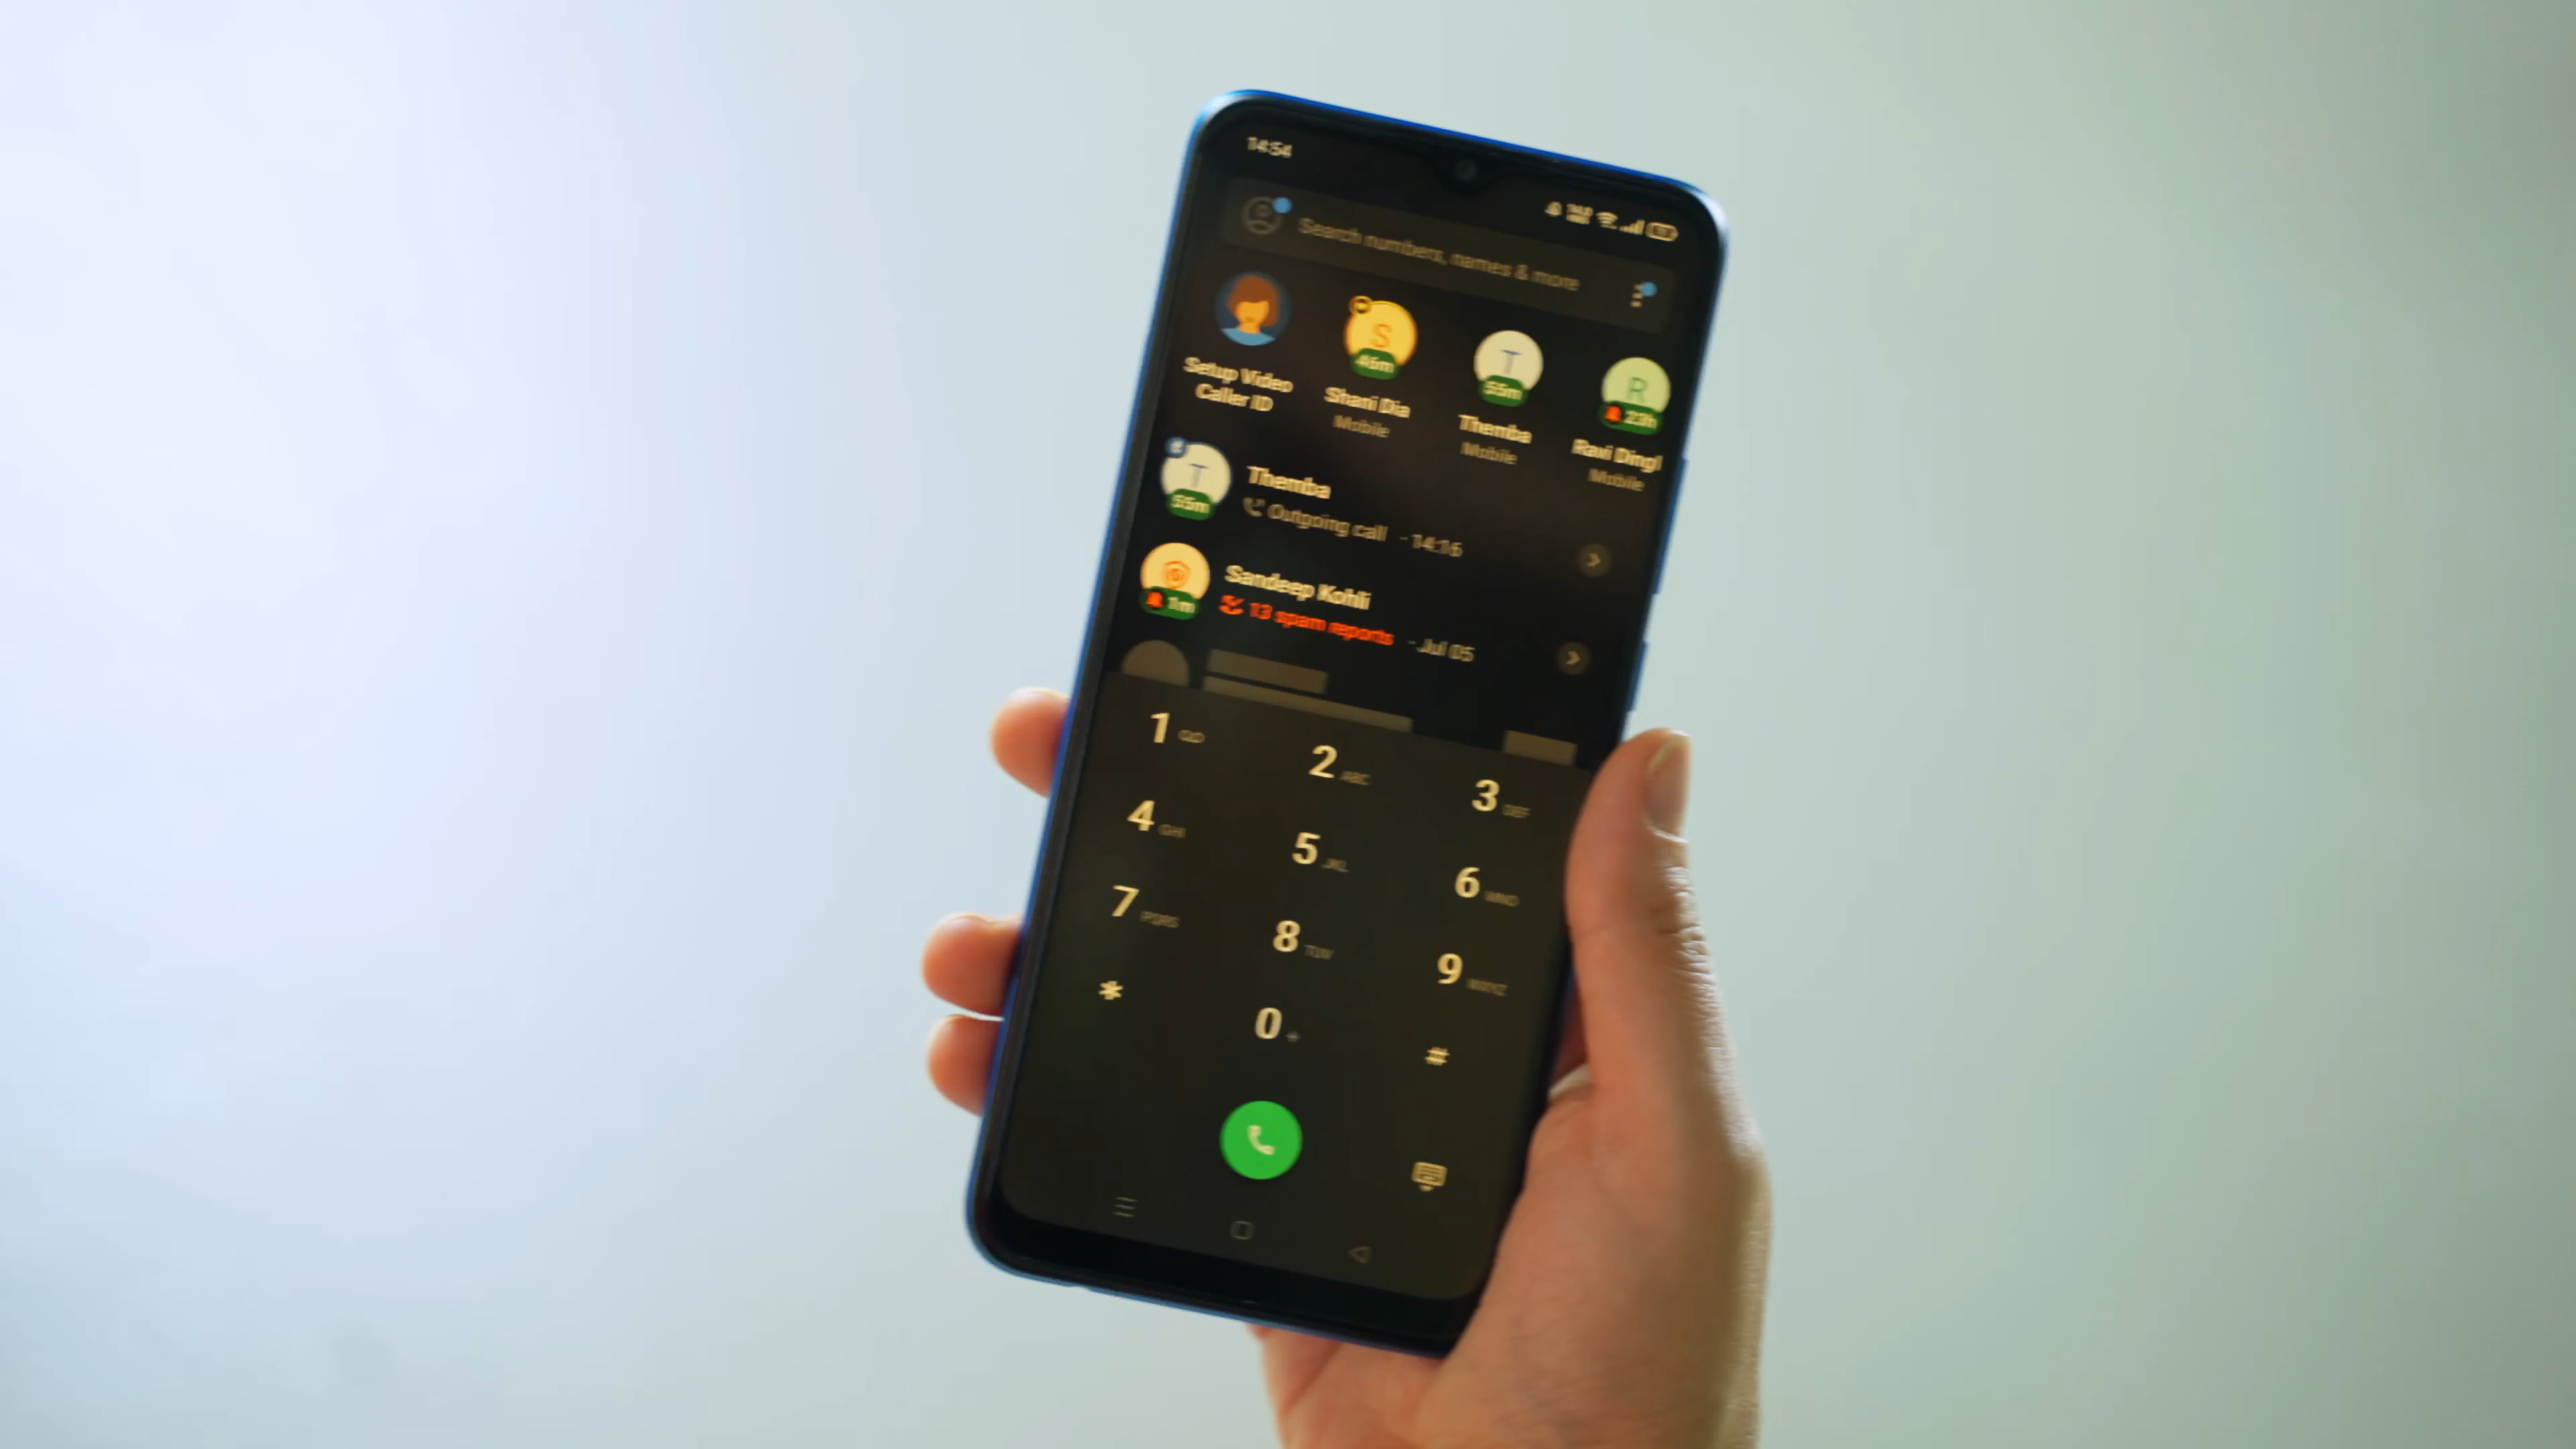 14:54
Search numbers, names & more
S
46m
T
55m
R
23h
Setup Video
Caller ID
Shani Dia
Mobile
Themba
Mobile
Ravi Dingl
Mobile
T
55m
Themba
Outgoing call - 14:16
1m
Sandeep Kohli
13 spam reports - Jul 05
1
2 ABC
3 DEF
4 GHI
5 JKL
6 MNO
7 PQRS
8 TUV
9 WXYZ
*
0 +
#